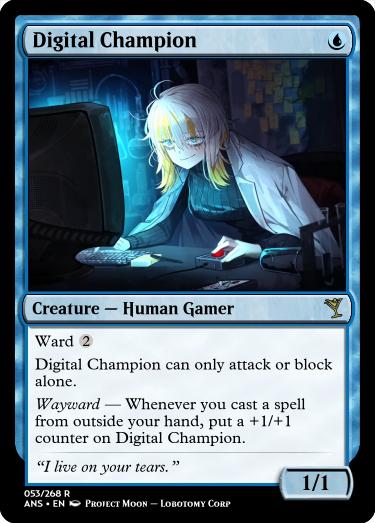 Digital Champion
Creature — Human Gamer
Ward 2
Digital Champion can only attack or block
alone.
Wayward — Whenever you cast a spell
from outside your hand, put a +1/+1
counter on Digital Champion.
“I live on your tears.”
1/1
053/268 R
ANS • EN Project Moon — Lobotomy Corp